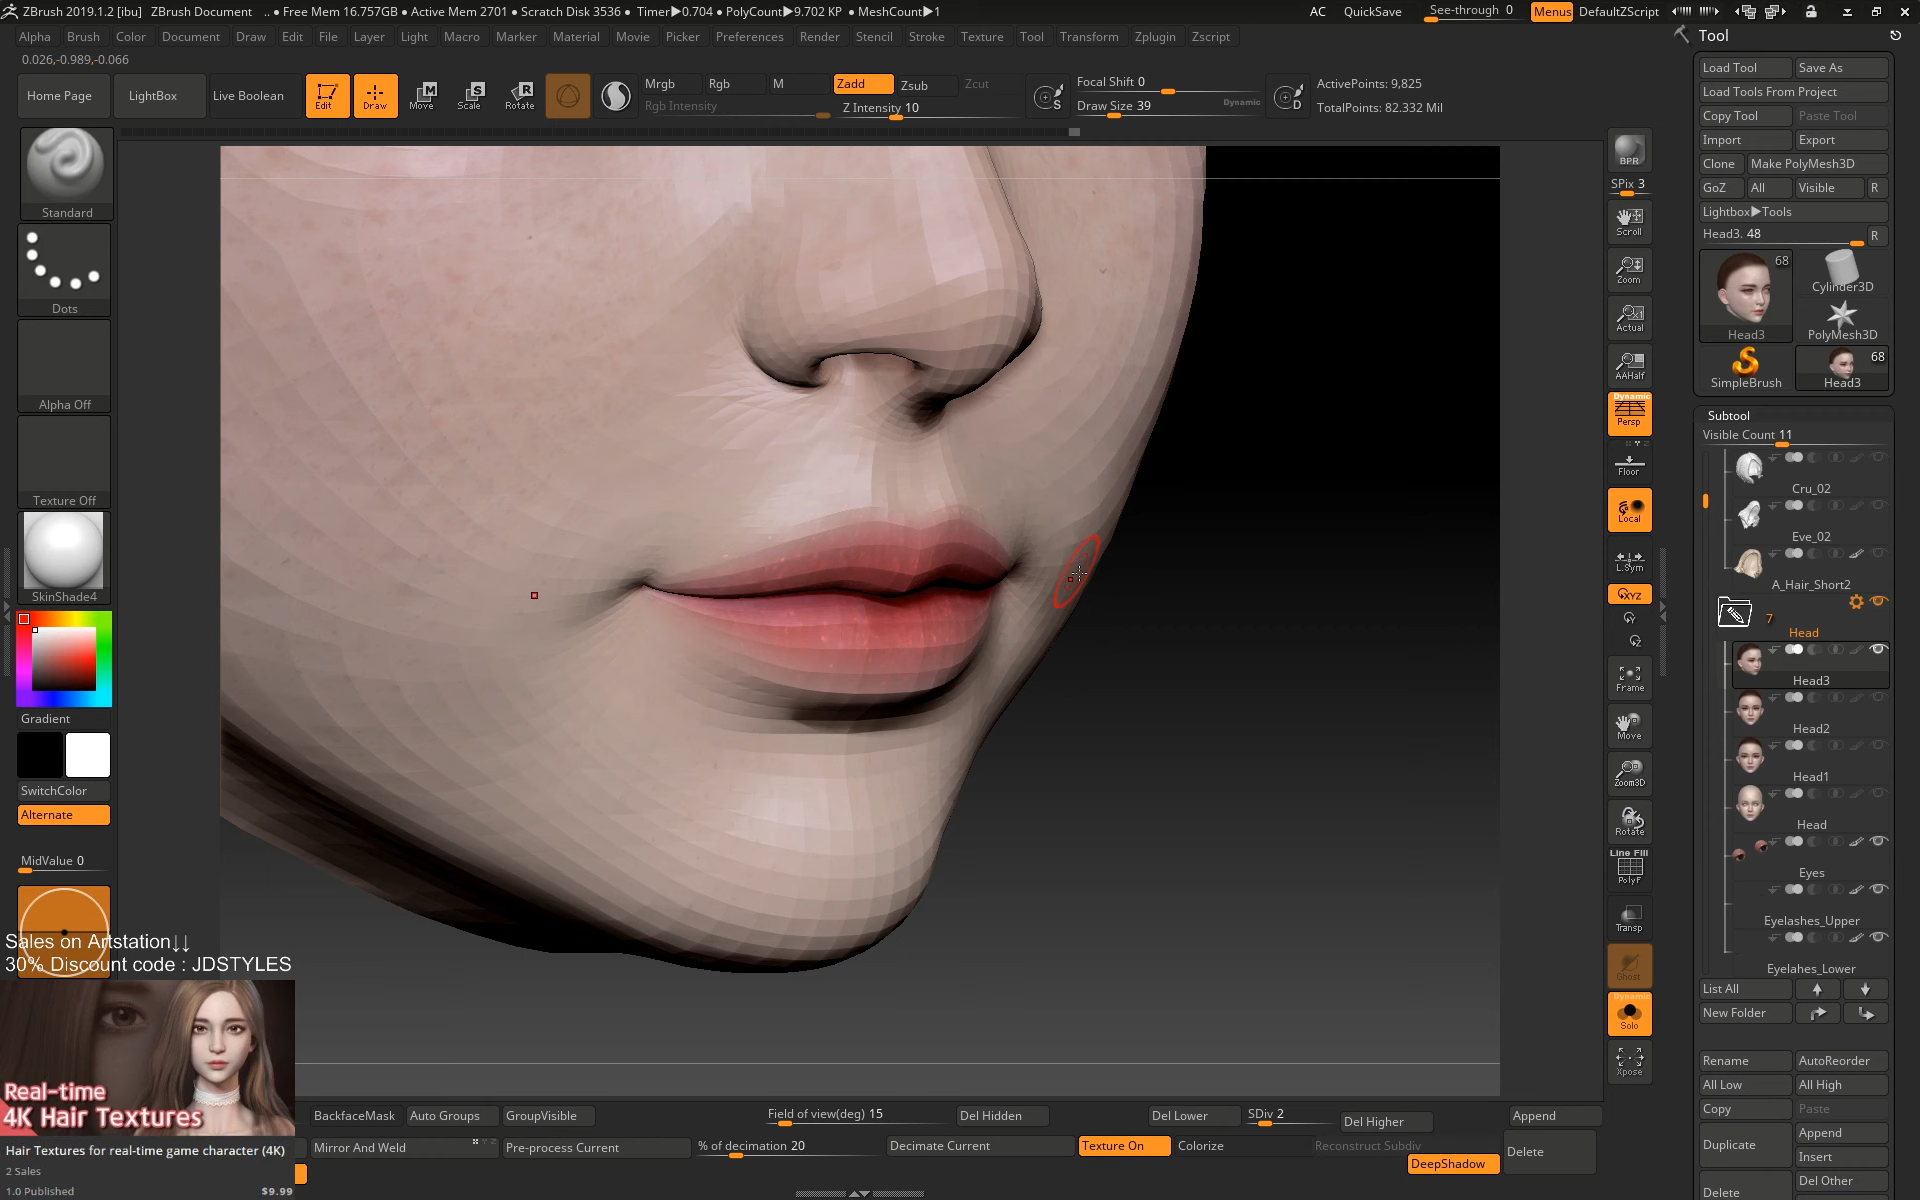 ZBrush 2019.1.2 [ibu] ZBrush Document .. ● Free Mem 16.757GB ● Active Mem 2701 ● Scratch Disk 3536 ● Timer▶0.704 ● PolyCount▶9.702 KP ● MeshCount▶1 AC QuickSave See-through 0 Menus DefaultZScript
Alpha Brush Color Document Draw Edit File Layer Light Macro Marker Material Movie Picker Preferences Render Stencil Stroke Texture Tool Transform Zplugin Zscript
0.026,-0.989,-0.066
Home Page LightBox Live Boolean Edit Draw Move Scale Rotate
Mrgb Rgb M Zadd Zsub Zcut
Rgb Intensity Z Intensity 10
Focal Shift 0
Draw Size 39 Dynamic
S D
ActivePoints: 9,825
TotalPoints: 82.332 Mil
Standard
Dots
Alpha Off
Texture Off
SkinShade4
Gradient
SwitchColor
Alternate
MidValue 0
Sales on Artstation↓↓
30% Discount code : JDSTYLES
Real-time
4K Hair Textures
Hair Textures for real-time game character (4K)
2 Sales
1.0 Published $9.99
BackfaceMask Auto Groups GroupVisible Field of view(deg) 15 Del Hidden Del Lower SDiv 2 Del Higher Append
Mirror And Weld Pre-process Current % of decimation 20 Decimate Current Texture On Colorize Reconstruct Subdiv DeepShadow Delete
BPR
SPix 3
Scroll
Zoom
Actual
AAHalf
Dynamic
Persp
Floor
Local
L.Sym
XYZ
Y
Z
Frame
Move
Zoom3D
Rotate
Line Fill
PolyF
Transp
Ghost
Dynamic
Solo
Xpose
Tool
Load Tool Save As
Load Tools From Project
Copy Tool Paste Tool
Import Export
Clone Make PolyMesh3D
GoZ All Visible R
Lightbox▶Tools
Head3. 48 R
68
Head3
Cylinder3D
PolyMesh3D
SimpleBrush
68
Head3
Subtool
Visible Count 11
Cru_02
Eve_02
A_Hair_Short2
7
Head
Head3
Head2
Head1
Head
Eyes
Eyelashes_Upper
Eyelahes_Lower
List All
New Folder
Rename AutoReorder
All Low All High
Copy Paste
Duplicate Append
Insert
Delete Del Other